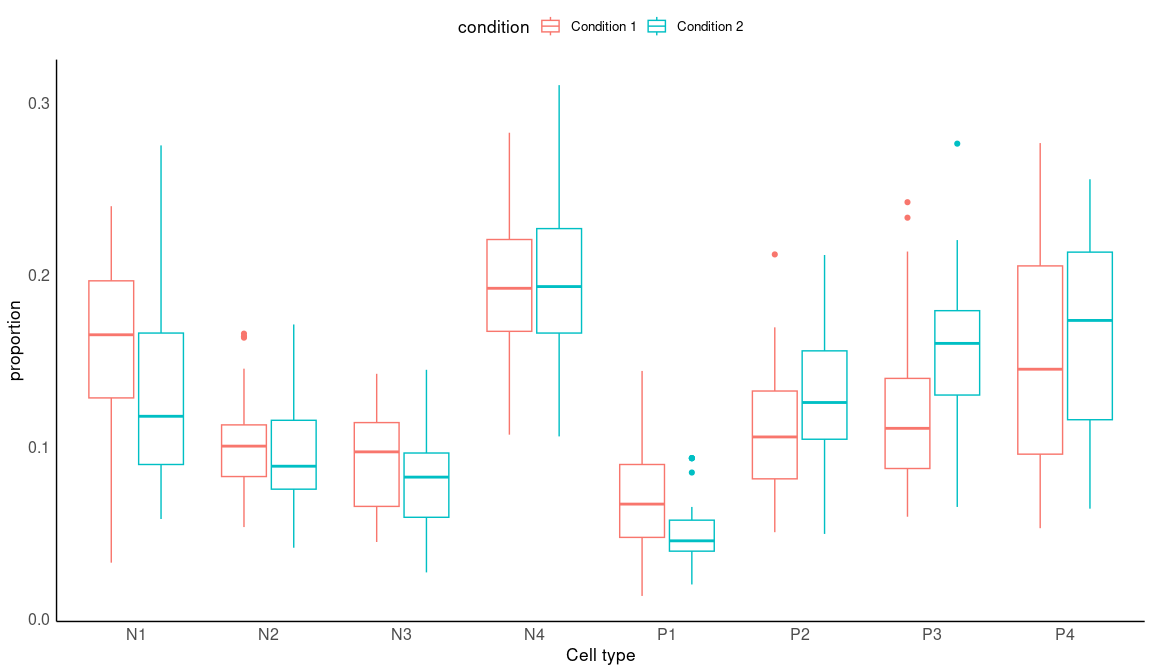 condition Condition 1 Condition 2
0.3
0.2
0.1
0.0
proportion
N1 N2 N3 N4 P1 P2 P3 P4
Cell type